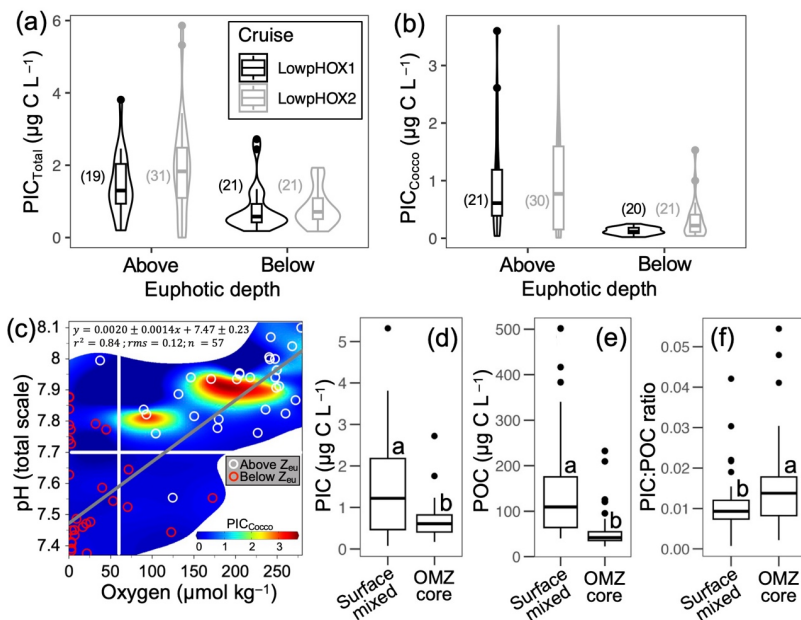 (a)
PIC_Total (µg C L⁻¹)
6
4
2
0
Cruise
LowpHOX1
LowpHOX2
(19)
(31)
(21)
(21)
Above
Below
Euphotic depth
(b)
PIC_Cocco (µg C L⁻¹)
3
2
1
0
(21)
(30)
(20)
(21)
Above
Below
Euphotic depth
(c)
y = 0.0020 ± 0.0014x + 7.47 ± 0.23
r² = 0.84; rms = 0.12; n = 57
pH (total scale)
8.1
8.0
7.9
7.8
7.7
7.6
7.5
7.4
Above Z_eu
Below Z_eu
PIC_Cocco
0 1 2 3
0 50 100 150 200 250
Oxygen (µmol kg⁻¹)
(d)
PIC (µg C L⁻¹)
5
4
3
2
1
0
a
b
Surface mixed
OMZ core
(e)
POC (µg C L⁻¹)
500
400
300
200
100
0
a
b
Surface mixed
OMZ core
(f)
PIC:POC ratio
0.05
0.04
0.03
0.02
0.01
0.00
b
a
Surface mixed
OMZ core